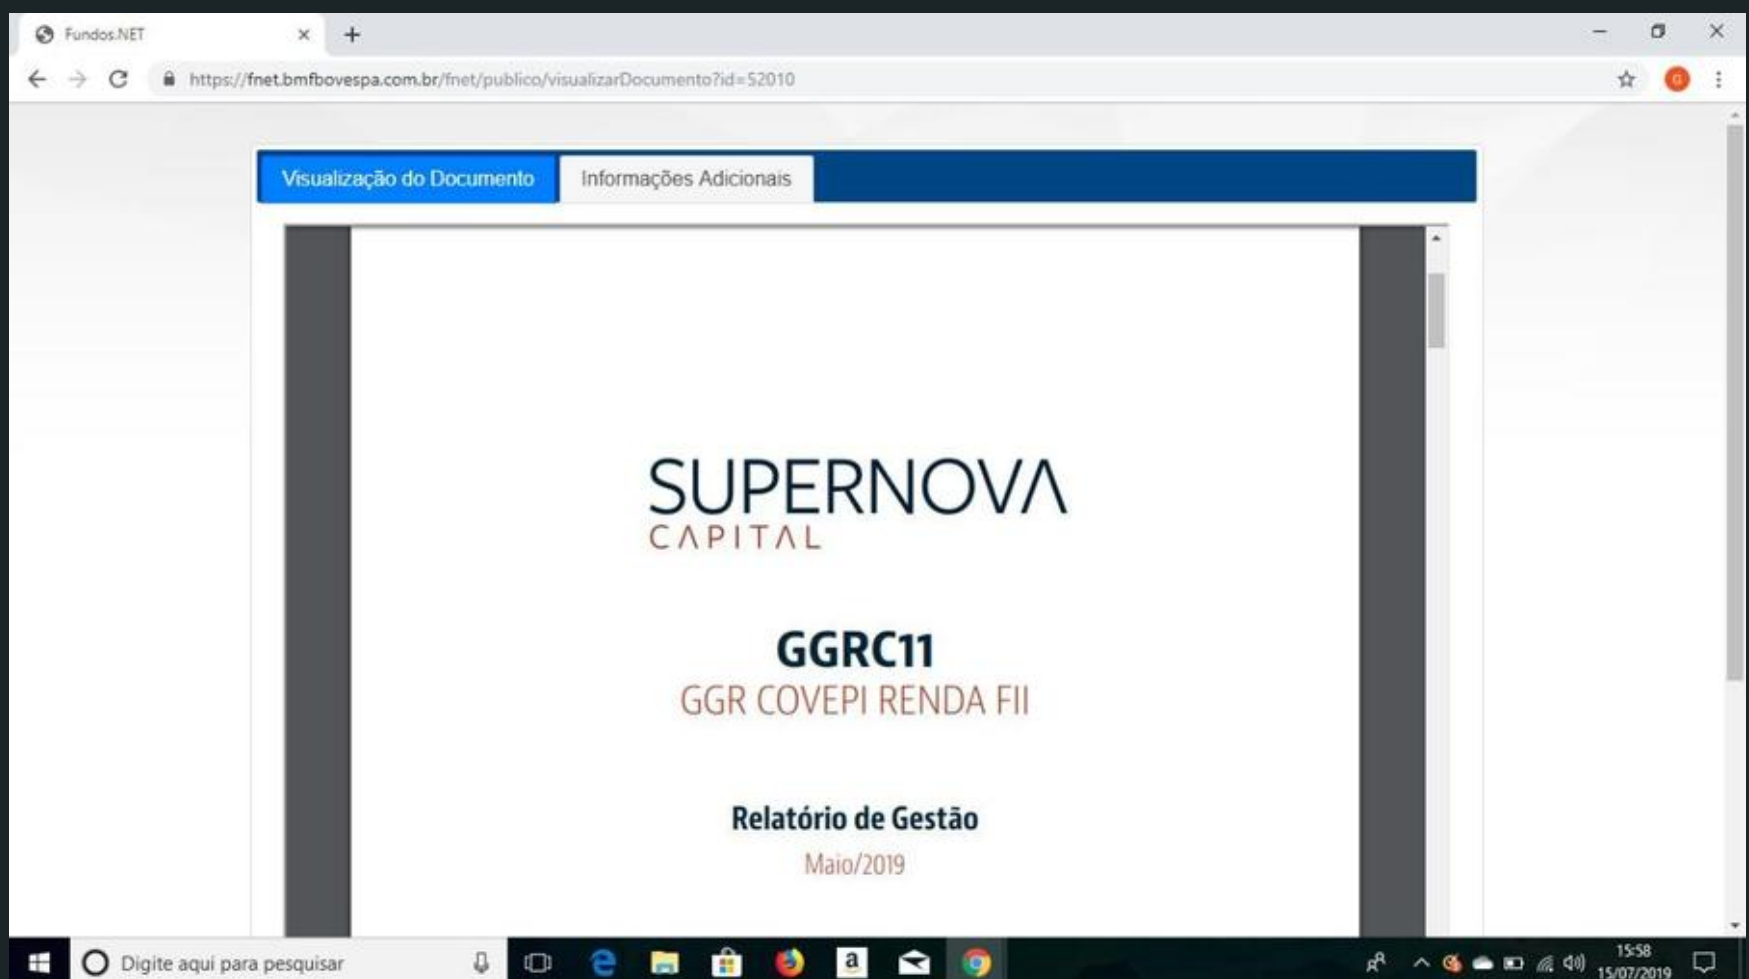 Fundos.NET
https://fnet.bmfbovespa.com.br/fnet/publico/visualizarDocumento?id=52010
G
Visualização do Documento
Informações Adicionais
SUPERNOVA
CAPITAL
GGRC11
GGR COVEPI RENDA FII
Relatório de Gestão
Maio/2019
Digite aqui para pesquisar
a
15:58
15/07/2019